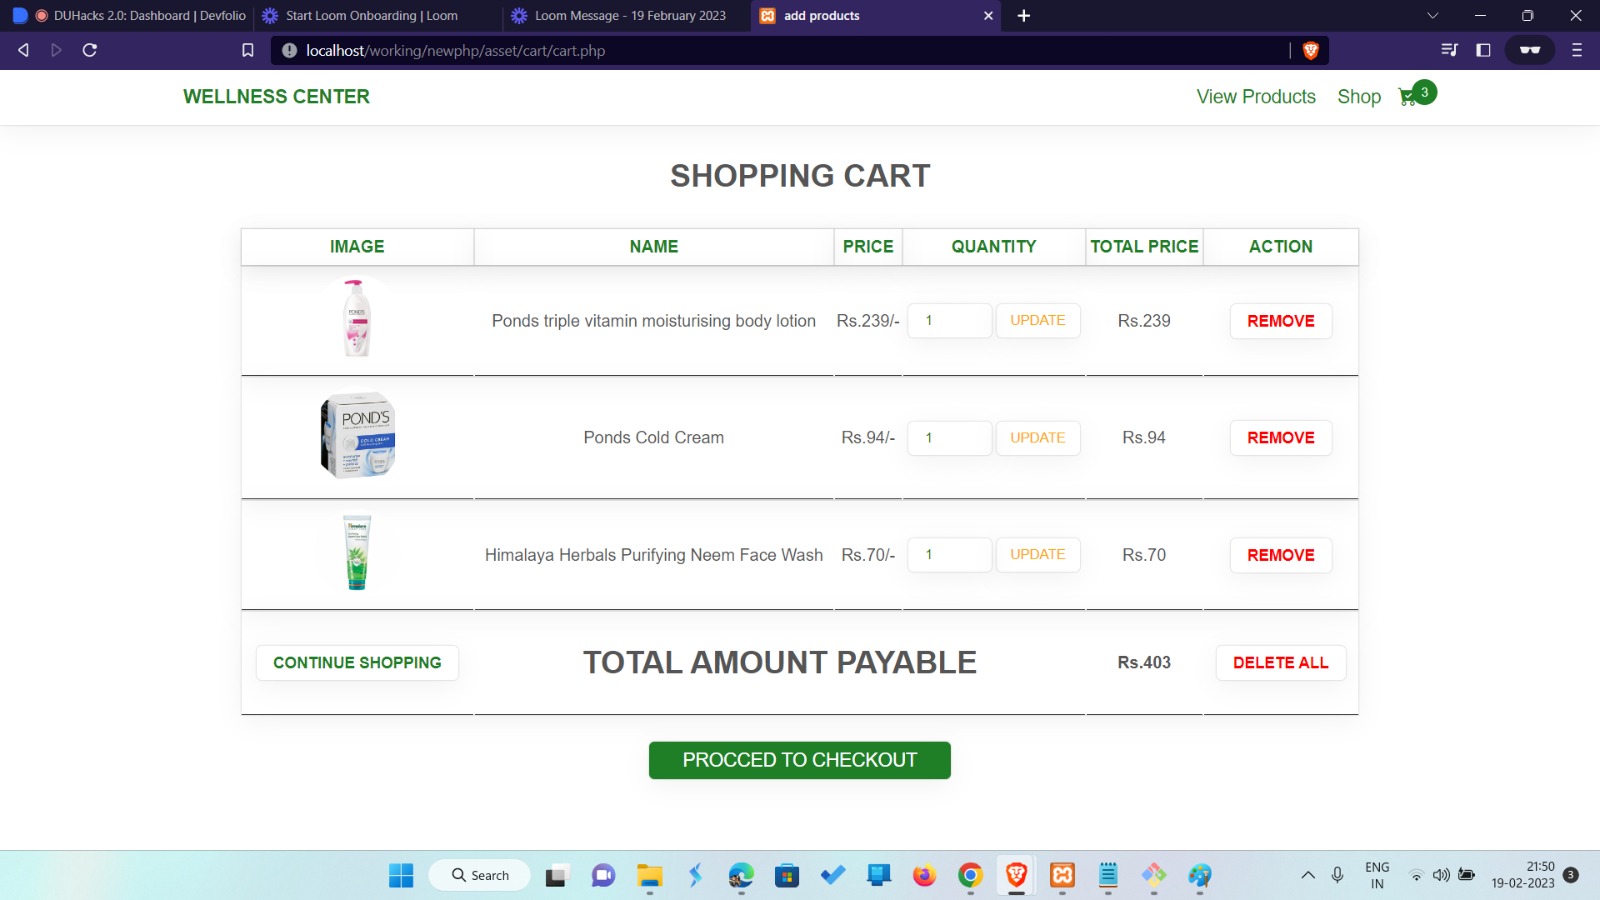 DUHacks 2.0: Dashboard | Devfolio
Start Loom Onboarding | Loom
Loom Message - 19 February 2023
add products
localhost/working/newphp/asset/cart/cart.php
WELLNESS CENTER
View Products
Shop
3
SHOPPING CART
IMAGE NAME PRICE QUANTITY TOTAL PRICE ACTION
PONDS
Ponds triple vitamin moisturising body lotion Rs.239/- 1 UPDATE Rs.239 REMOVE
POND'S
COLD CREAM
Ponds Cold Cream Rs.94/- 1 UPDATE Rs.94 REMOVE
Himalaya
Himalaya Herbals Purifying Neem Face Wash Rs.70/- 1 UPDATE Rs.70 REMOVE
CONTINUE SHOPPING TOTAL AMOUNT PAYABLE Rs.403 DELETE ALL
PROCCED TO CHECKOUT
Search
ENG
IN
21:50
19-02-2023
3